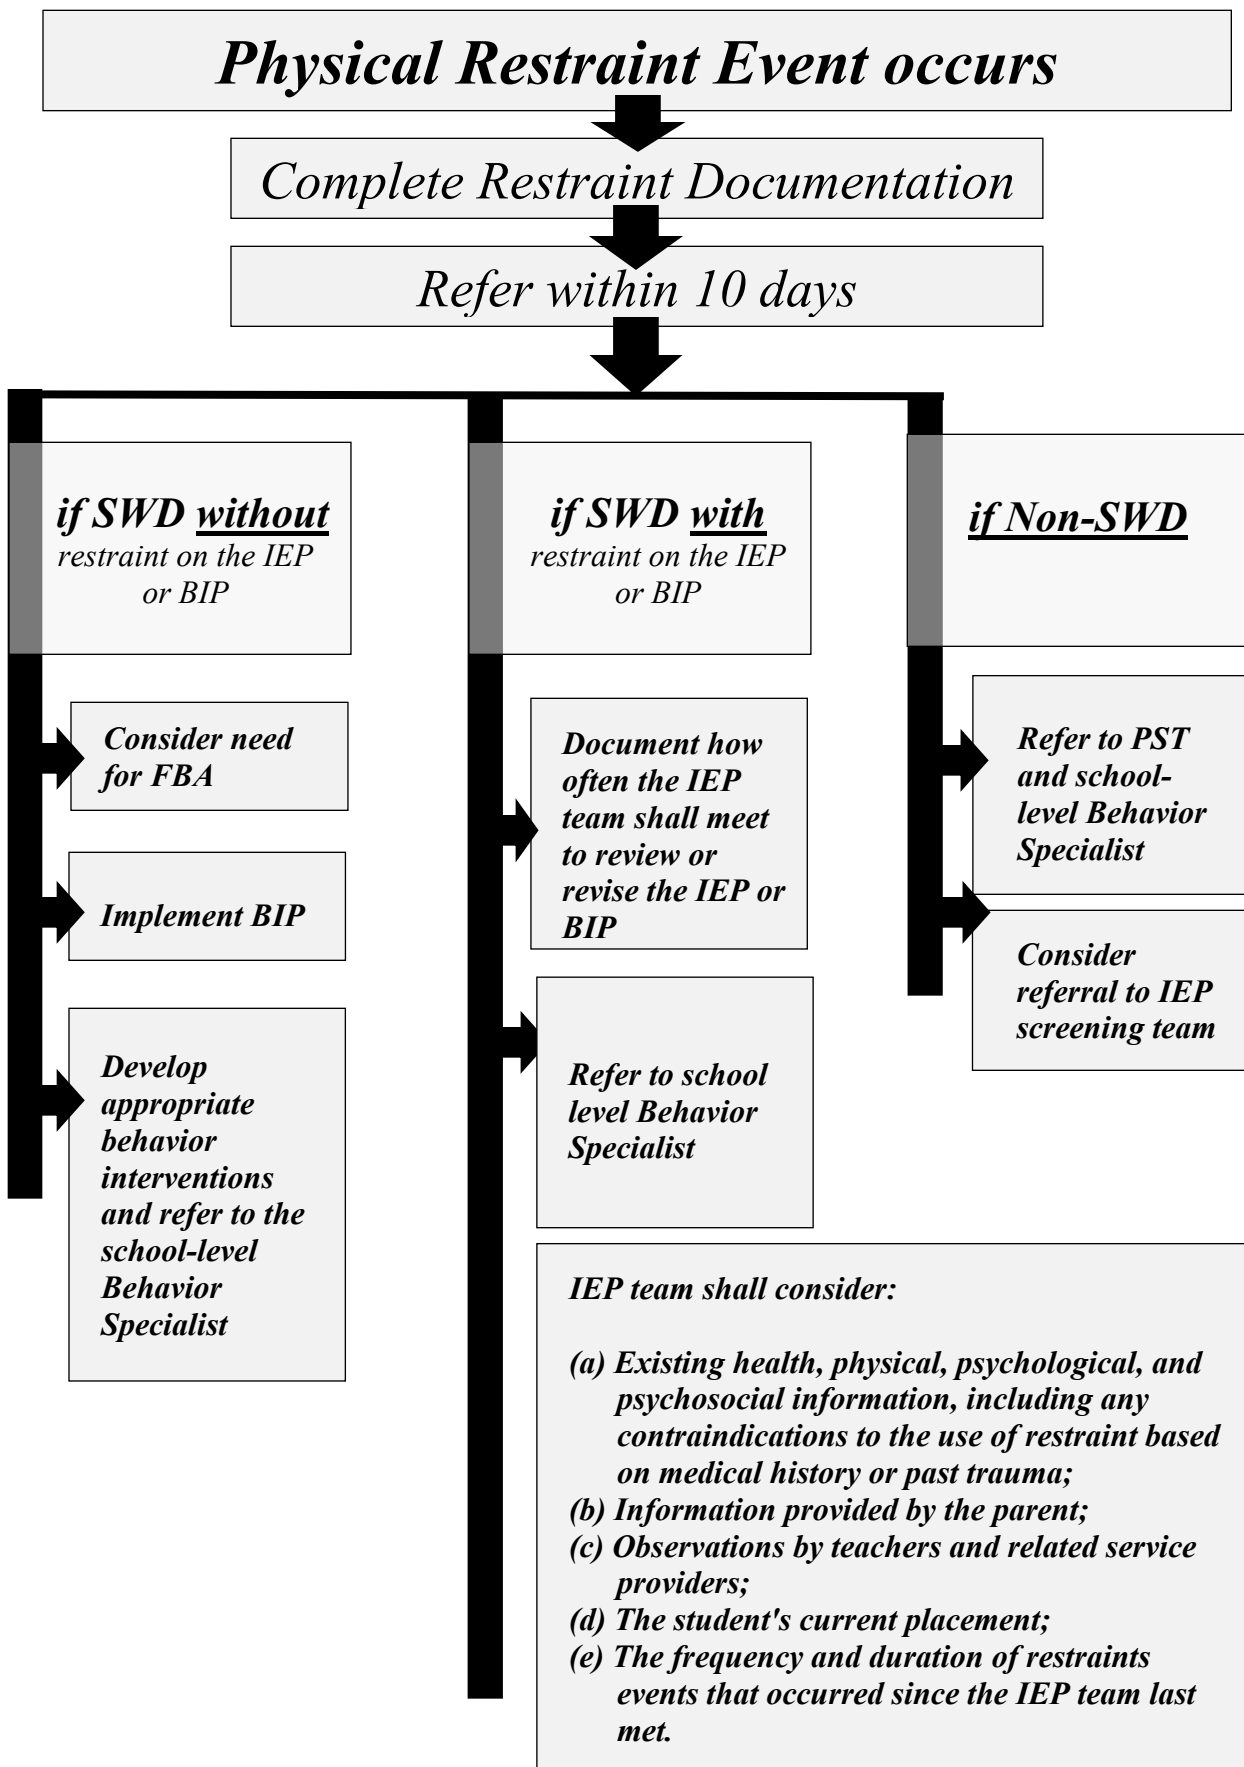 Physical Restraint Event occurs
Complete Restraint Documentation
Refer within 10 days
if SWD without
restraint on the IEP
or BIP
Consider need
for FBA
Implement BIP
Develop
appropriate
behavior
interventions
and refer to the
school-level
Behavior
Specialist
if SWD with
restraint on the IEP
or BIP
Document how
often the IEP
team shall meet
to review or
revise the IEP or
BIP
Refer to school
level Behavior
Specialist
IEP team shall consider:
(a) Existing health, physical, psychological, and
psychosocial information, including any
contraindications to the use of restraint based
on medical history or past trauma;
(b) Information provided by the parent;
(c) Observations by teachers and related service
providers;
(d) The student's current placement;
(e) The frequency and duration of restraints
events that occurred since the IEP team last
met.
if Non-SWD
Refer to PST
and school-
level Behavior
Specialist
Consider
referral to IEP
screening team